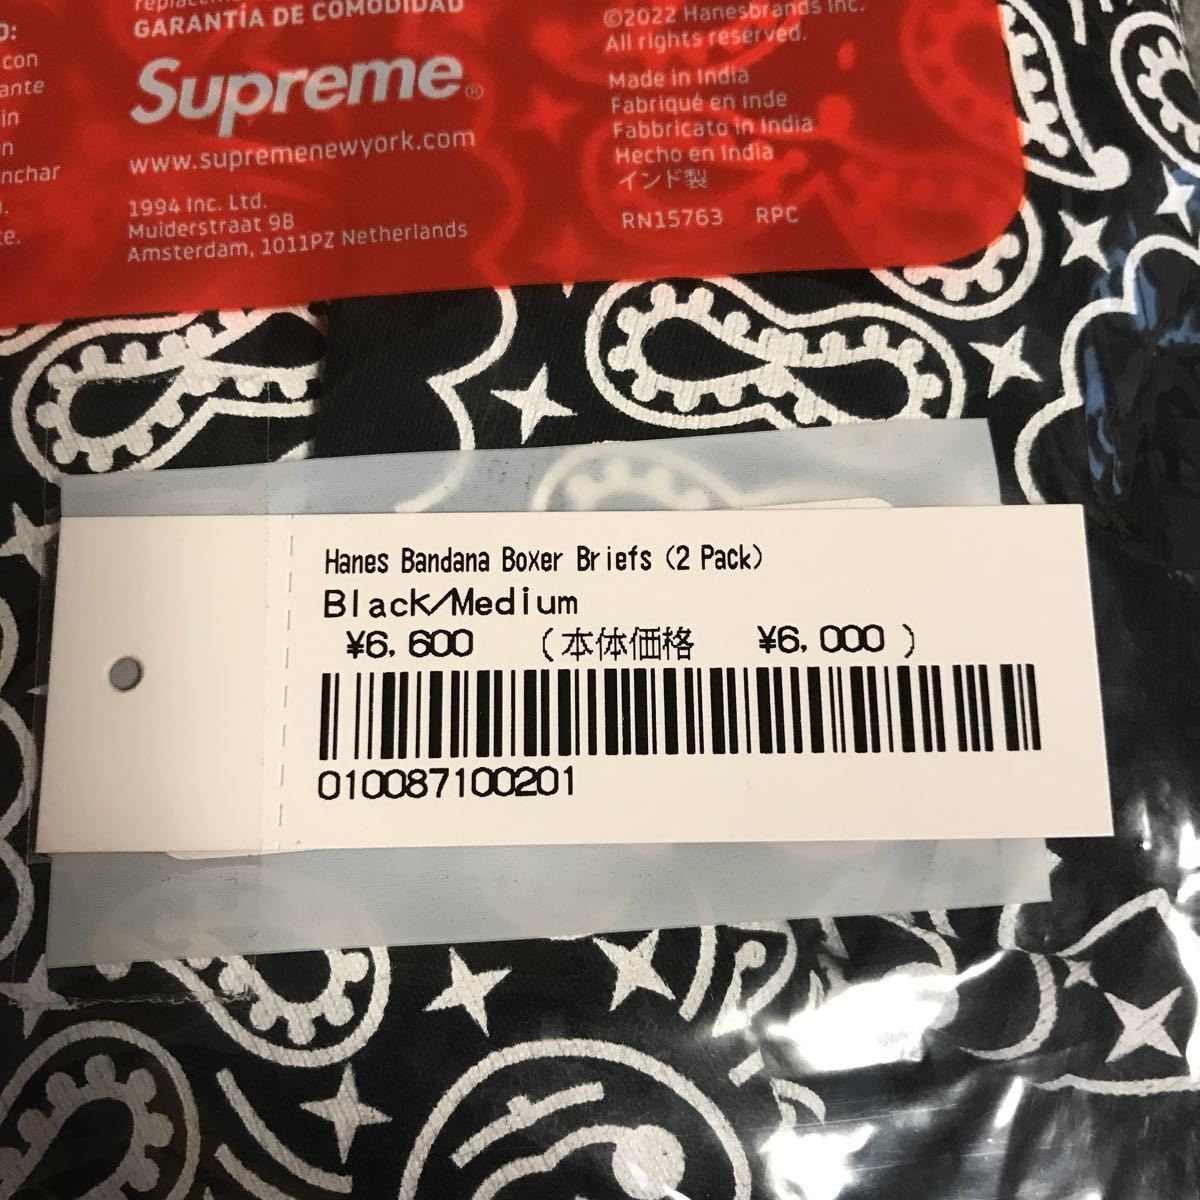 GARANTÍA DE COMODIDAD
con
Supreme®
www.supremenewyork.com
1994 Inc. Ltd.
Muiderstraat 9B
Amsterdam, 1011PZ Netherlands
©2022 Hanesbrands Inc.
All rights reserved.
Made in India
Fabriqué en Inde
Fabbricato in India
Hecho en India
インド製
RN15763 RPC
Hanes Bandana Boxer Briefs (2 Pack)
Black/Medium
¥6,600 (本体価格 ¥6,000)
010087100201